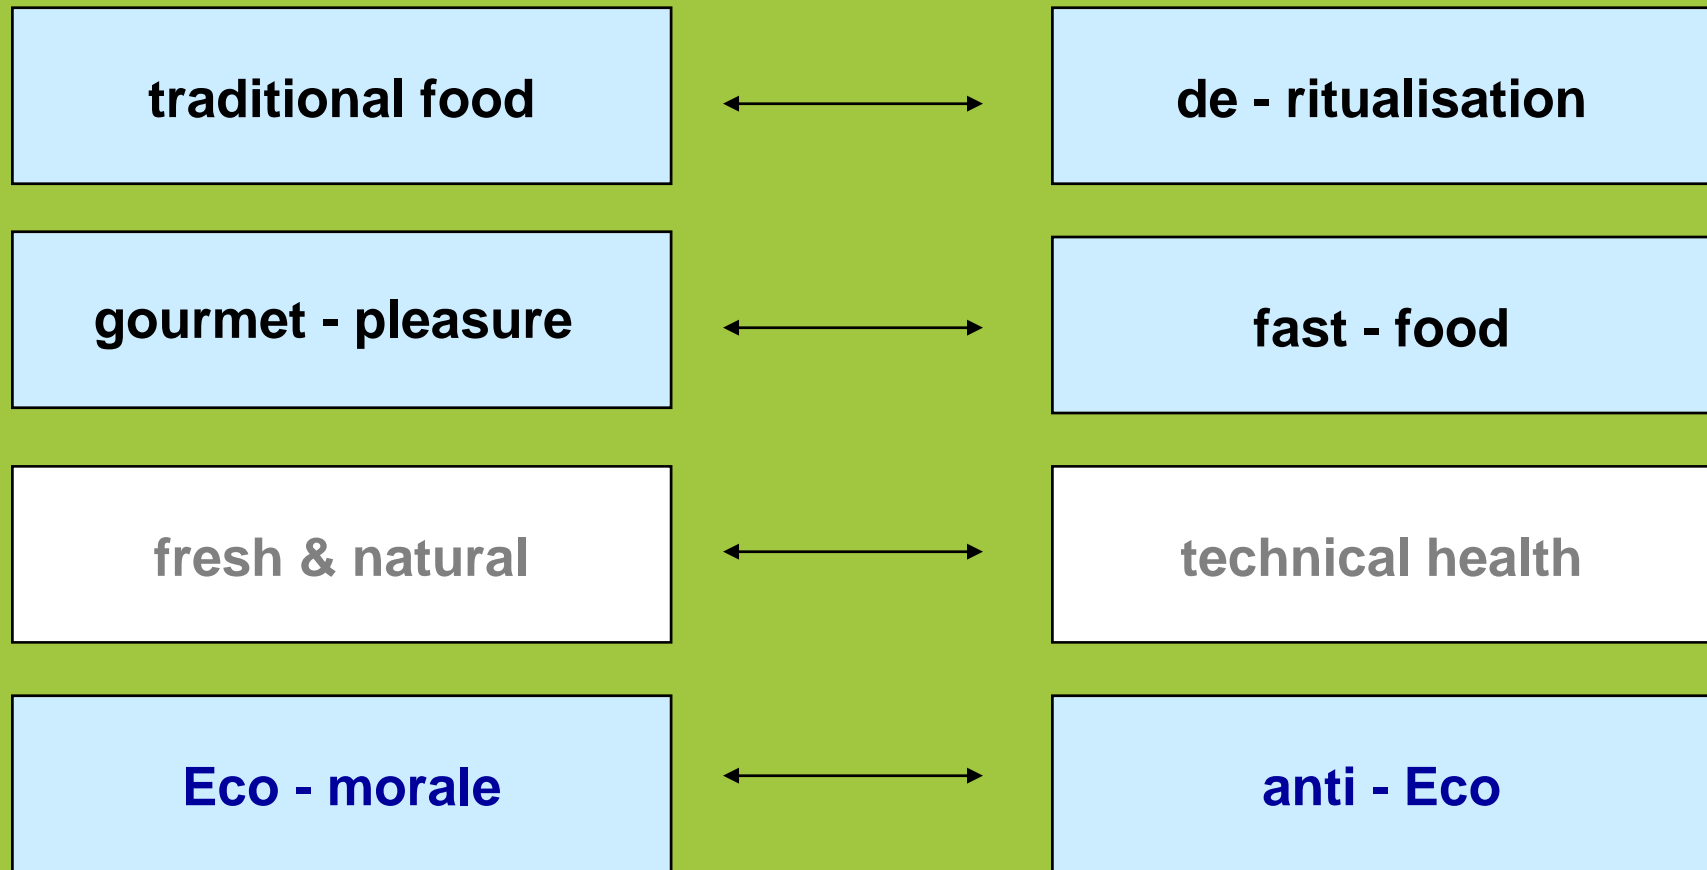 traditional food
de - ritualisation
gourmet - pleasure
fast - food
fresh & natural
technical health
Eco - morale
anti - Eco